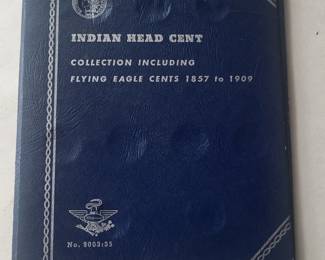 INDIAN HEAD CENT
COLLECTION INCLUDING
FLYING EAGLE CENTS 1857 to 1909
No. 9003:35